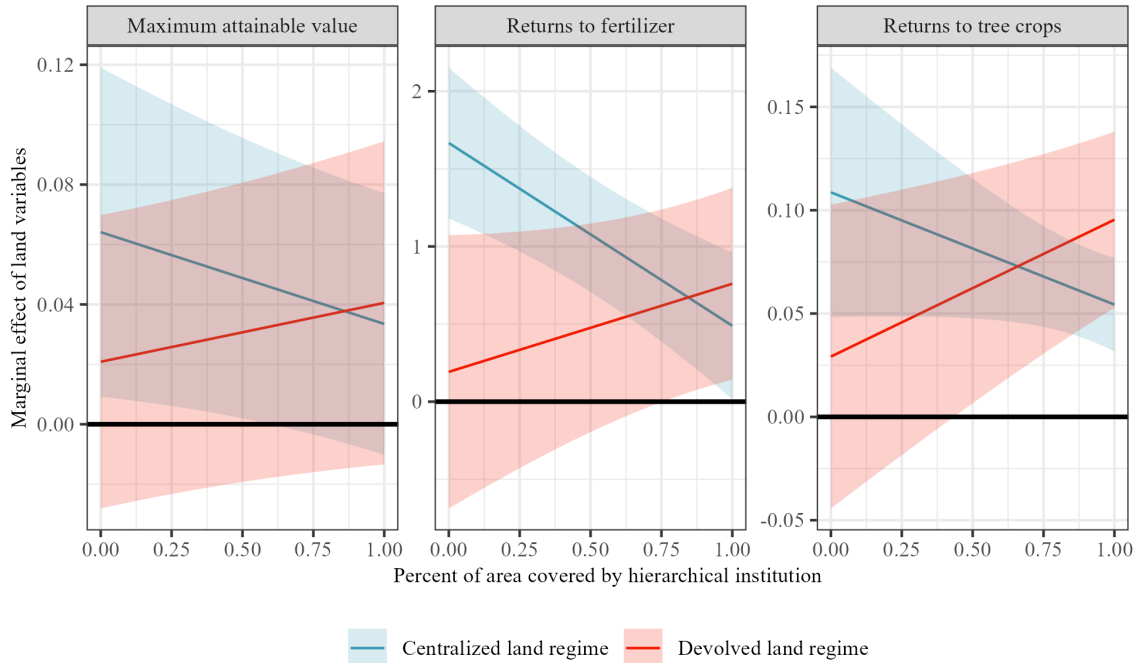 Maximum attainable value
Returns to fertilizer
Returns to tree crops
Marginal effect of land variables
0.12
0.08
0.04
0.00
2
1
0
0.15
0.10
0.05
0.00
-0.05
0.00 0.25 0.50 0.75 1.00
0.00 0.25 0.50 0.75 1.00
0.00 0.25 0.50 0.75 1.00
Percent of area covered by hierarchical institution
Centralized land regime
Devolved land regime